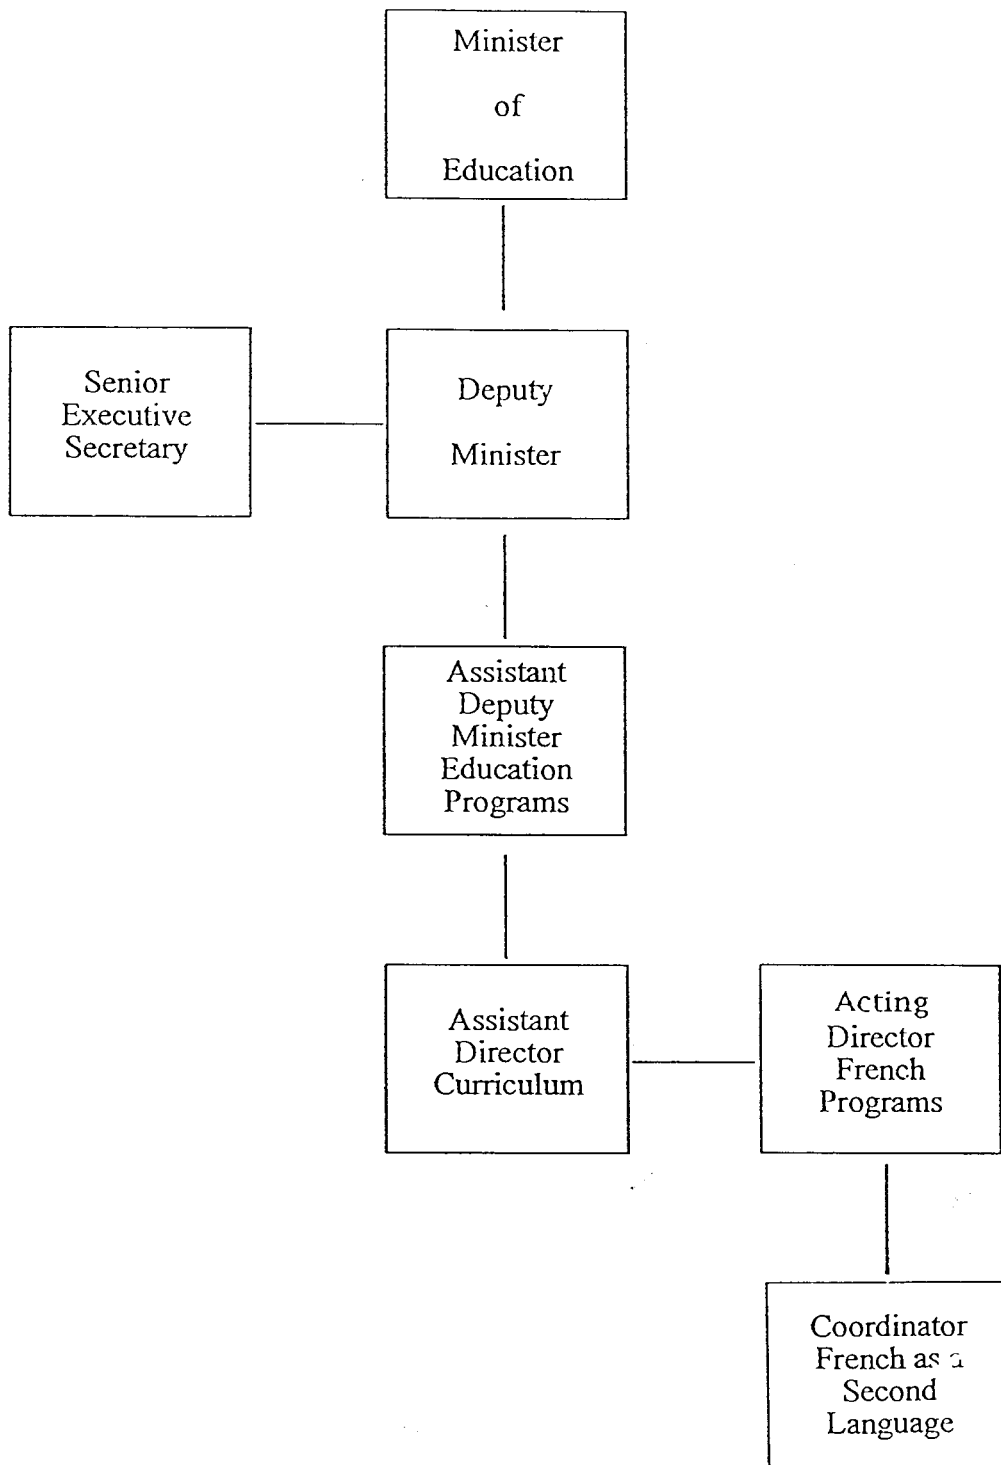 Minister
of
Education
Senior
Executive
Secretary
Deputy
Minister
Assistant
Deputy
Minister
Education
Programs
Assistant
Director
Curriculum
Acting
Director
French
Programs
Coordinator
French as a
Second
Language